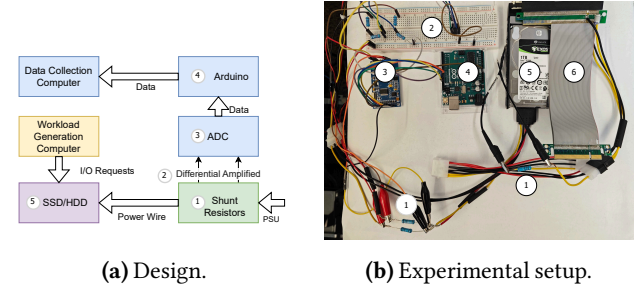 Data Collection
Computer
Data
4
Arduino
Data
Workload
Generation
Computer
3
ADC
I/O Requests
2
Differential Amplified
5
SSD/HDD
Power Wire
1
Shunt
Resistors
PSU
(a) Design.
2
3
4
5
6
1TB
1
1
(b) Experimental setup.